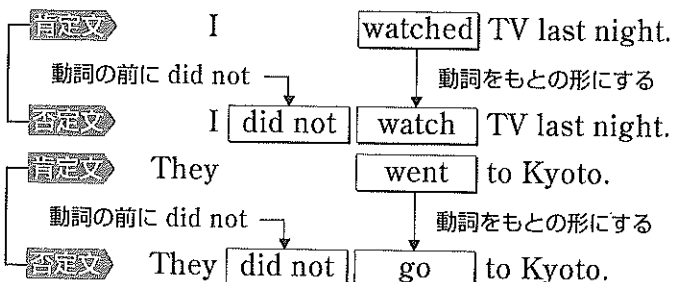 肯定文 I watched TV last night.
動詞の前に did not 動詞をもとの形にする
否定文 I did not watch TV last night.
肯定文 They went to Kyoto.
動詞の前に did not 動詞をもとの形にする
否定文 They did not go to Kyoto.